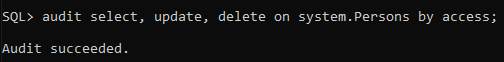 SQL> audit select, update, delete on system.Persons by access;
Audit succeeded.